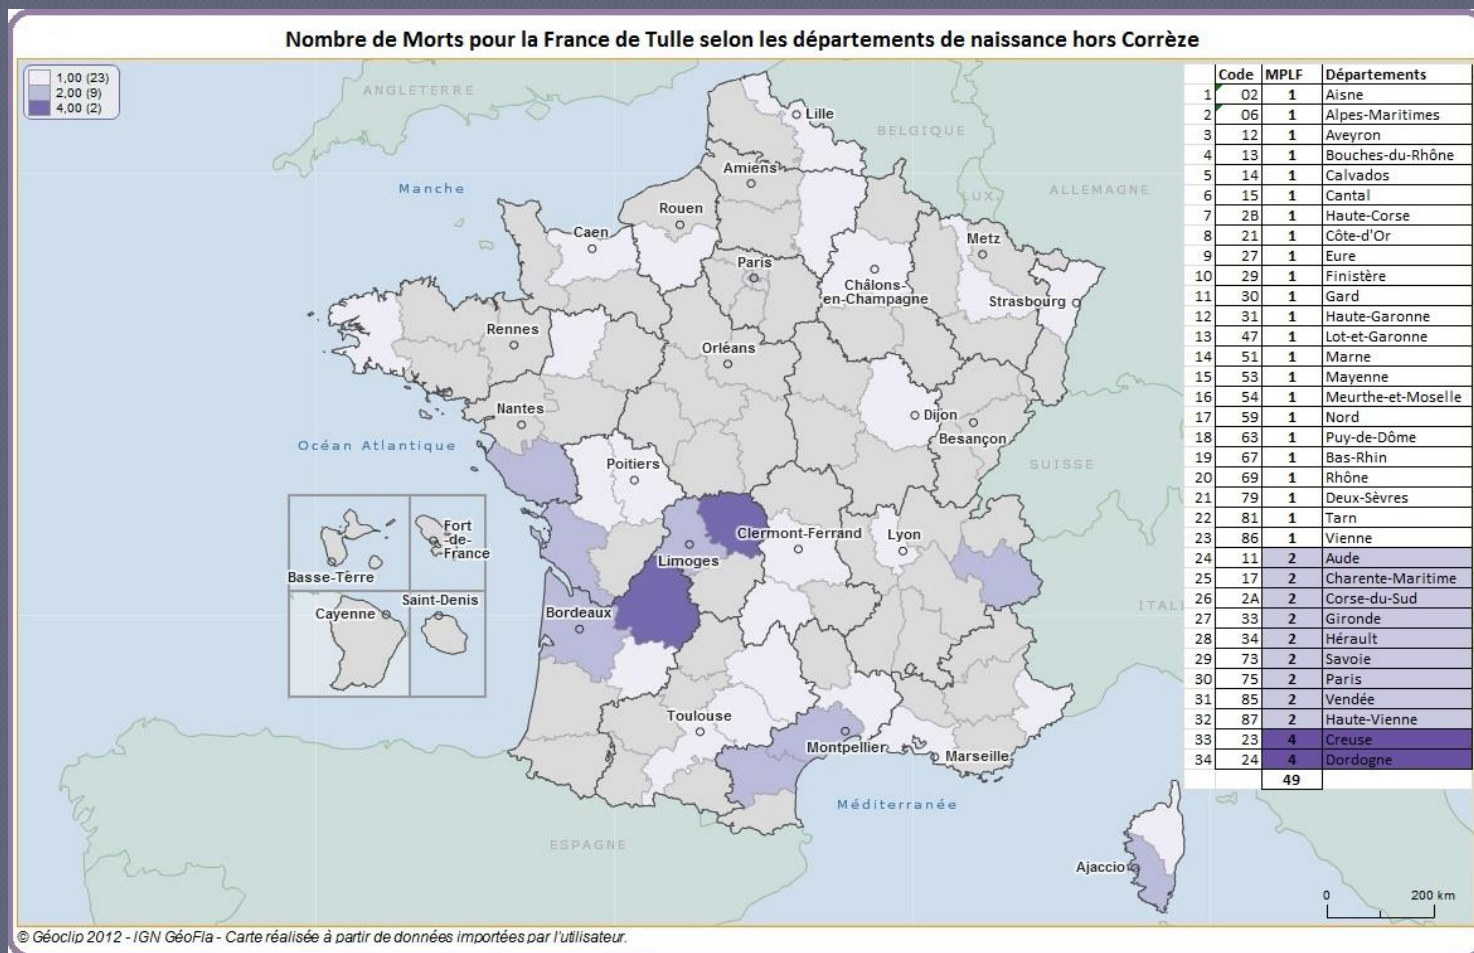 Nombre de Morts pour la France de Tulle selon les départements de naissance hors Corrèze
1,00 (23)
2,00 (9)
4,00 (2)
ANGLETERRE
Lille
BELGIQUE
Amiens
Manche
LUX.
ALLEMAGNE
Rouen
Caen
Metz
Paris
Châlons-
en-Champagne
Strasbourg
Rennes
Orléans
Nantes
Dijon
Besançon
Océan Atlantique
Poitiers
SUISSE
Fort
-de-
France
Clermont-Ferrand
Lyon
Limoges
Basse-Terre
Saint-Denis
Cayenne
Bordeaux
ITALI
Toulouse
Montpellier
Marseille
Méditerranée
ESPAGNE
Ajaccio
0 200 km
Code MPLF Départements
1 02 1 Aisne
2 06 1 Alpes-Maritimes
3 12 1 Aveyron
4 13 1 Bouches-du-Rhône
5 14 1 Calvados
6 15 1 Cantal
7 2B 1 Haute-Corse
8 21 1 Côte-d'Or
9 27 1 Eure
10 29 1 Finistère
11 30 1 Gard
12 31 1 Haute-Garonne
13 47 1 Lot-et-Garonne
14 51 1 Marne
15 53 1 Mayenne
16 54 1 Meurthe-et-Moselle
17 59 1 Nord
18 63 1 Puy-de-Dôme
19 67 1 Bas-Rhin
20 69 1 Rhône
21 79 1 Deux-Sèvres
22 81 1 Tarn
23 86 1 Vienne
24 11 2 Aude
25 17 2 Charente-Maritime
26 2A 2 Corse-du-Sud
27 33 2 Gironde
28 34 2 Hérault
29 73 2 Savoie
30 75 2 Paris
31 85 2 Vendée
32 87 2 Haute-Vienne
33 23 4 Creuse
34 24 4 Dordogne
49
© Géoclip 2012 - IGN GéoFla - Carte réalisée à partir de données importées par l'utilisateur.